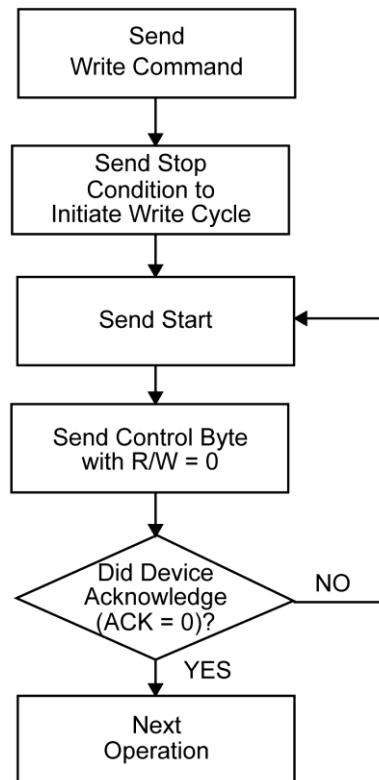 Send
Write Command
Send Stop
Condition to
Initiate Write Cycle
Send Start
Send Control Byte
with R/W = 0
Did Device
Acknowledge
(ACK = 0)?
NO
YES
Next
Operation